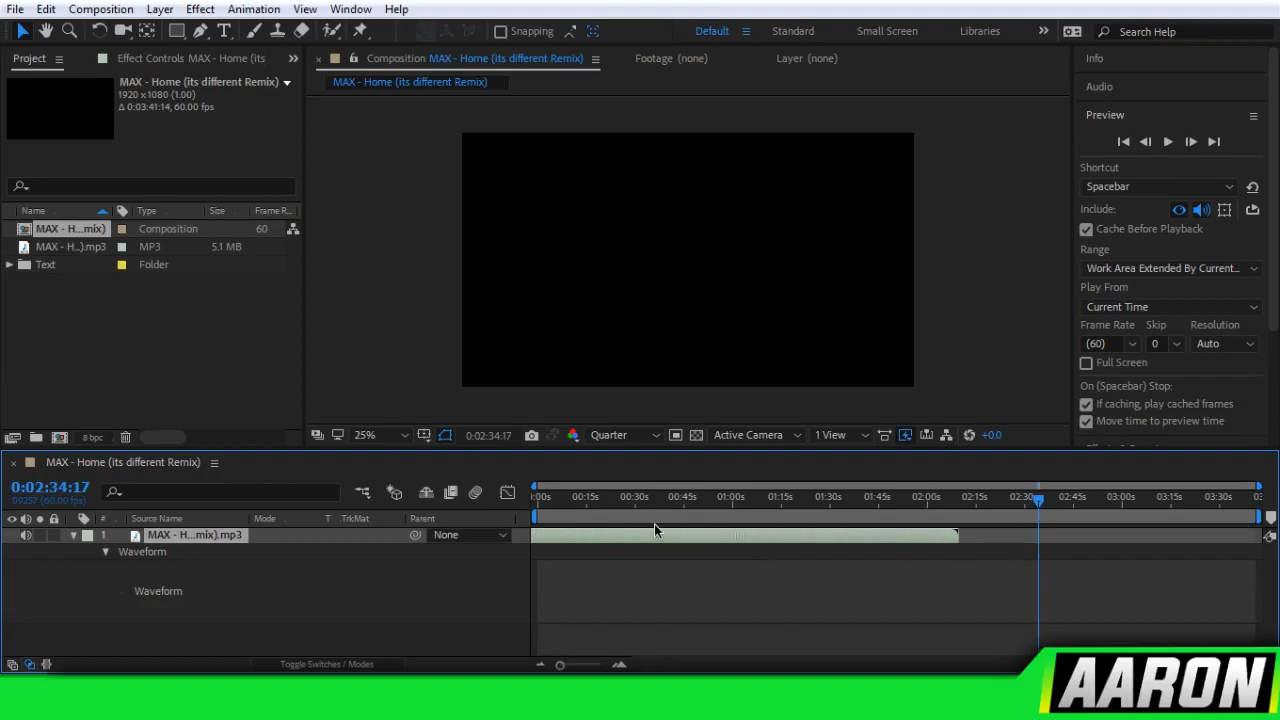 File Edit Composition Layer Effect Animation View Window Help
Snapping Default Standard Small Screen Libraries Search Help
Project Effect Controls MAX - Home (its
Composition MAX - Home (its different Remix) Footage (none) Layer (none)
MAX - Home (its different Remix)
1920 x 1080 (1.00)
Δ 0:03:41:14, 60.00 fps
MAX - Home (its different Remix)
Name Type Size Frame R...
MAX - H...mix) Composition 60
MAX - H...).mp3 MP3 5.1 MB
Text Folder
8 bpc
25% 0:02:34:17 Quarter Active Camera 1 View +0.0
Info
Audio
Preview
Shortcut
Spacebar
Include:
Cache Before Playback
Range
Work Area Extended By Current...
Play From
Current Time
Frame Rate Skip Resolution
(60) 0 Auto
Full Screen
On (Spacebar) Stop:
If caching, play cached frames
Move time to preview time
MAX - Home (its different Remix)
0:02:34:17
09257 (60.00 fps)
:00s 00:15s 00:30s 00:45s 01:00s 01:15s 01:30s 01:45s 02:00s 02:15s 02:30s 02:45s 03:00s 03:15s 03:30s 03:
# Source Name Mode T .TrkMat Parent
1 MAX - H...mix).mp3 None
Waveform
Waveform
Toggle Switches / Modes
AARON